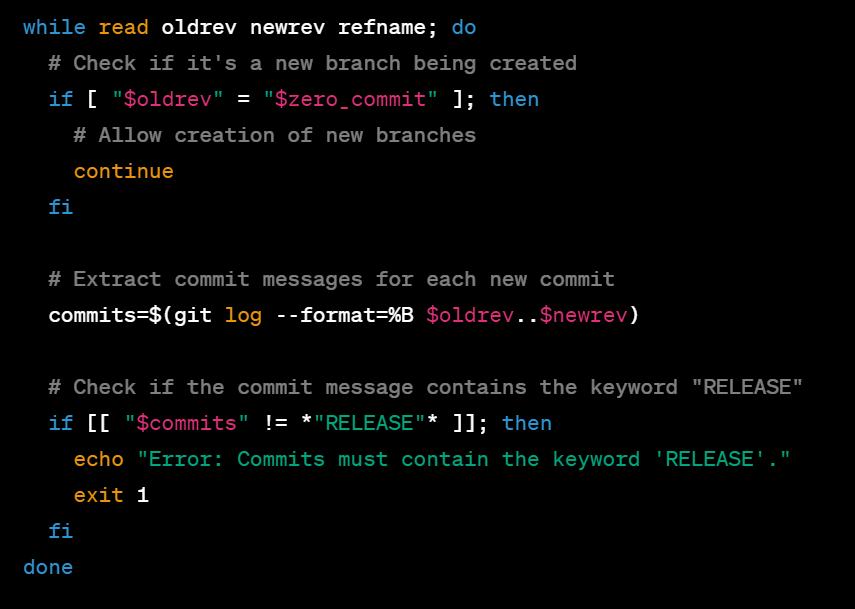 while read oldrev newrev refname; do
  # Check if it's a new branch being created
  if [ "$oldrev" = "$zero_commit" ]; then
    # Allow creation of new branches
    continue
  fi

  # Extract commit messages for each new commit
  commits=$(git log --format=%B $oldrev..$newrev)

  # Check if the commit message contains the keyword "RELEASE"
  if [[ "$commits" != *"RELEASE"* ]]; then
    echo "Error: Commits must contain the keyword 'RELEASE'."
    exit 1
  fi
done